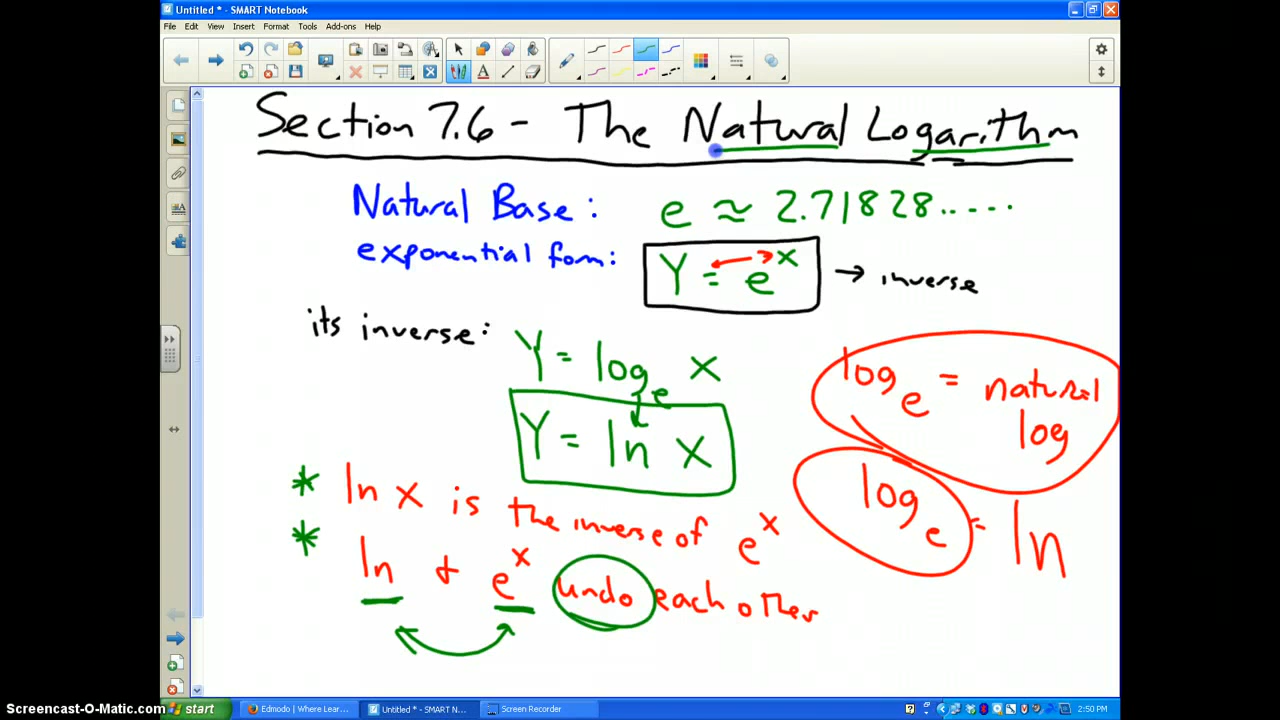 Untitled * - SMART Notebook
File Edit View Insert Format Tools Add-ons Help
Section 7.6 - The Natural Logarithm
Natural Base: e ≈ 2.71828.....
exponential form: Y = e^x → inverse
its inverse:
Y = log_e x
Y = ln x
log_e = natural
log
log_e = ln
* ln x is the inverse of e^x
* ln + e^x undo each other
Screencast-O-Matic.com
start
Edmodo | Where Lear...
Untitled * - SMART N...
Screen Recorder
2:50 PM